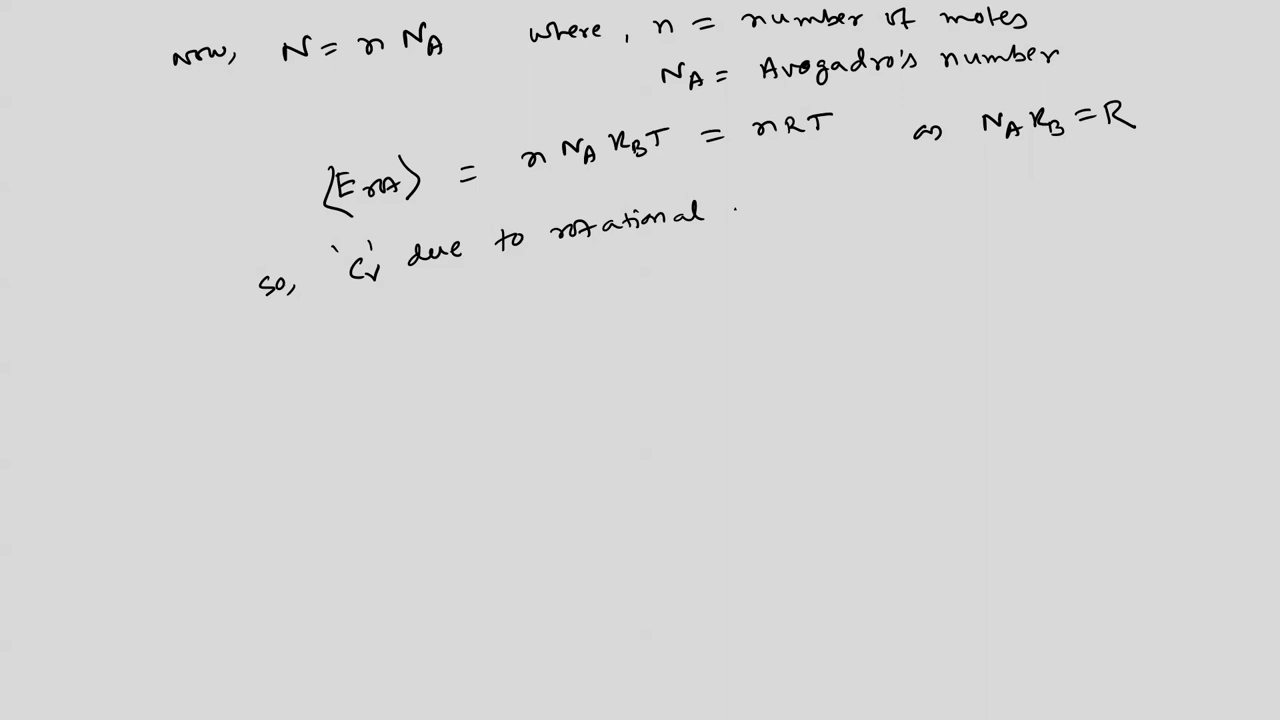 now, N = n N_A where, n = number of moles
N_A = Avogadro's number
⟨E_rot⟩ = n N_A k_B T = nRT as N_A k_B = R
so, 'C_v' due to rotational